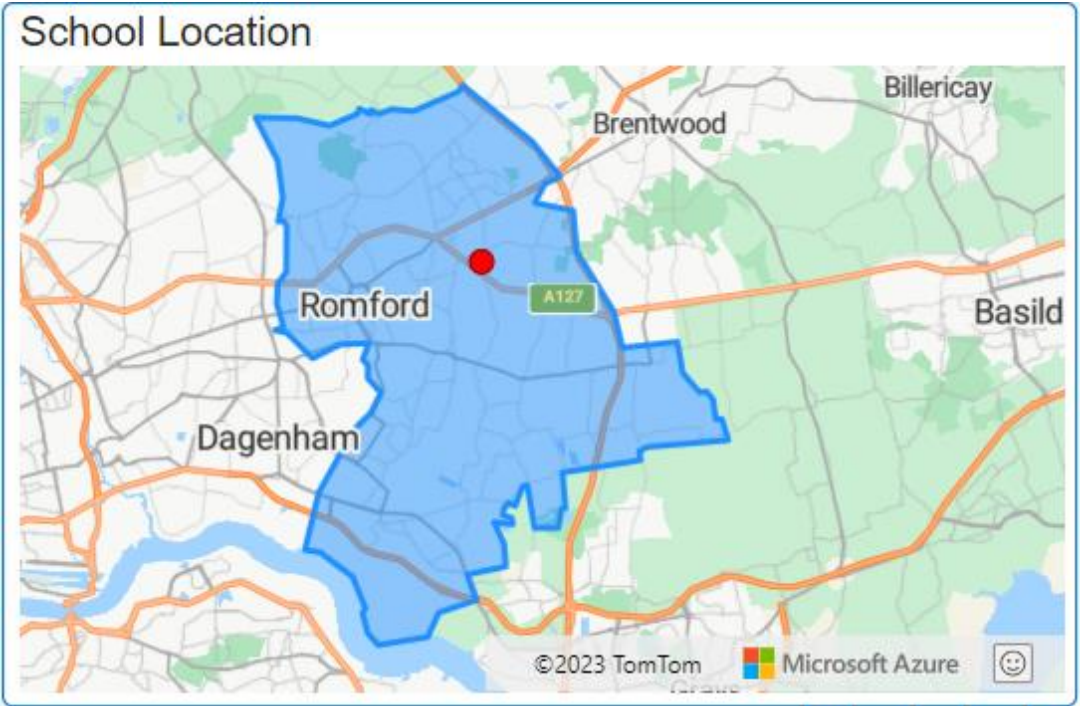 School Location
Billericay
Brentwood
A127
Romford
Basild
Dagenham
©2023 TomTom
Microsoft Azure